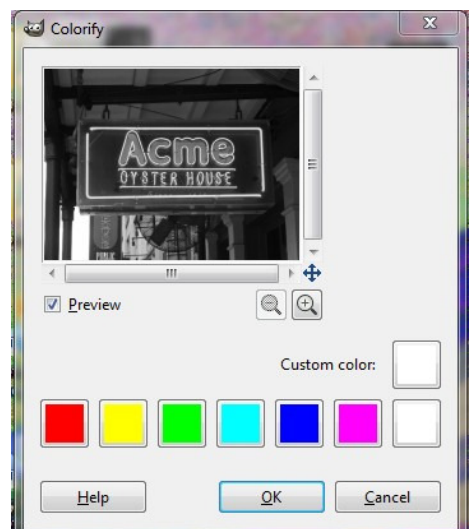 Colorify
Acme
OYSTER HOUSE
Preview
Custom color:
Help
OK
Cancel